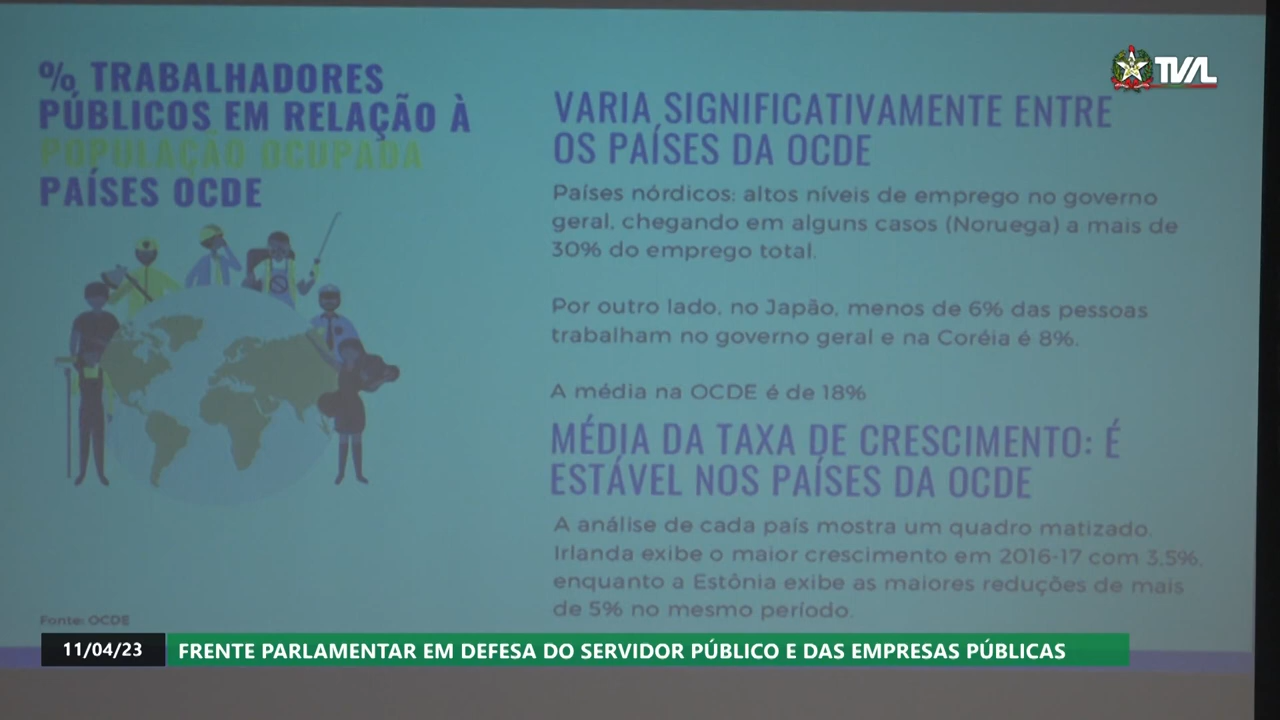 % TRABALHADORES
PÚBLICOS EM RELAÇÃO À
POPULAÇÃO OCUPADA
PAÍSES OCDE
VARIA SIGNIFICATIVAMENTE ENTRE
OS PAÍSES DA OCDE
Países nórdicos: altos níveis de emprego no governo
geral, chegando em alguns casos (Noruega) a mais de
30% do emprego total.
Por outro lado, no Japão, menos de 6% das pessoas
trabalham no governo geral e na Coréia é 8%.
A média na OCDE é de 18%
MÉDIA DA TAXA DE CRESCIMENTO: É
ESTÁVEL NOS PAÍSES DA OCDE
A análise de cada país mostra um quadro matizado.
Irlanda exibe o maior crescimento em 2016-17 com 3,5%,
enquanto a Estônia exibe as maiores reduções de mais
de 5% no mesmo período.
Fonte: OCDE
TVAL
11/04/23
FRENTE PARLAMENTAR EM DEFESA DO SERVIDOR PÚBLICO E DAS EMPRESAS PÚBLICAS